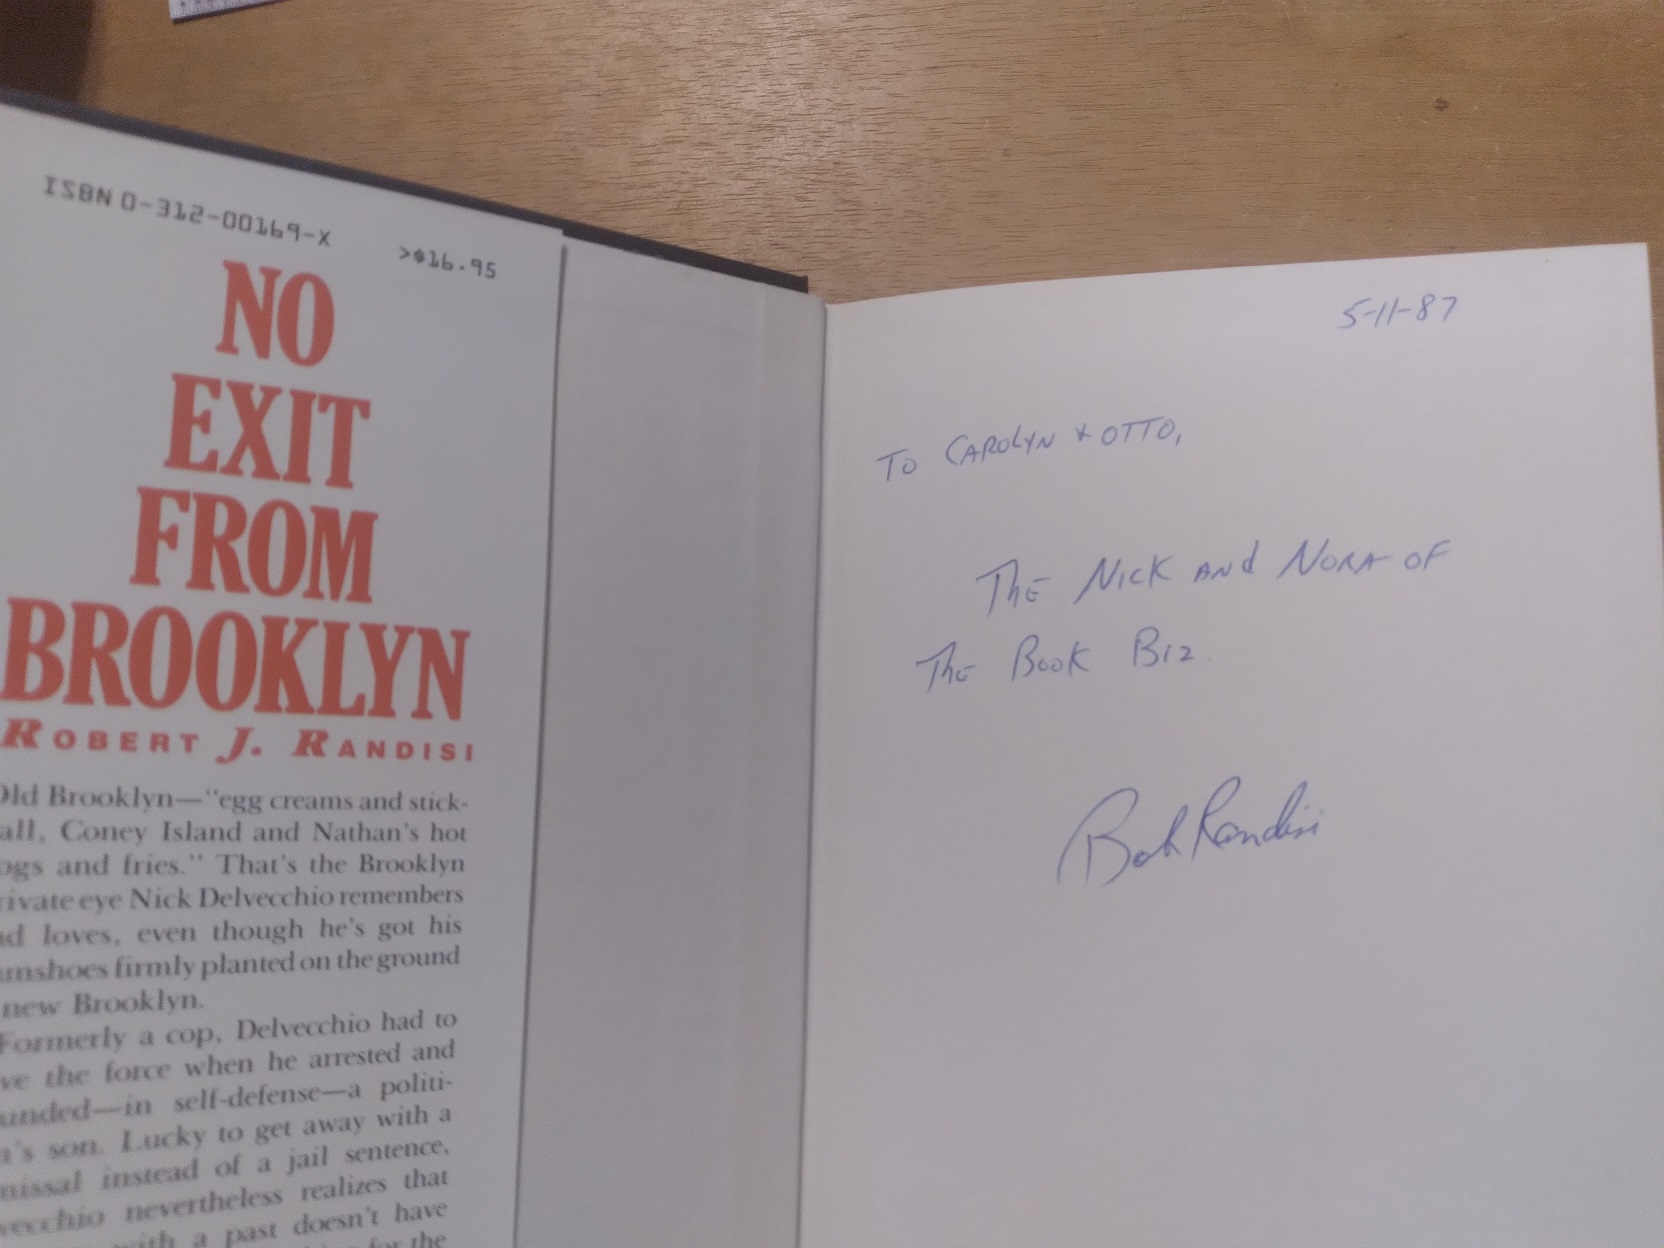 ISBN 0-312-00169-X >$16.95
NO
EXIT
FROM
BROOKLYN
ROBERT J. RANDISI
Old Brooklyn—"egg creams and stick-
all, Coney Island and Nathan's hot
ogs and fries." That's the Brooklyn
rivate eye Nick Delvecchio remembers
nd loves, even though he's got his
umshoes firmly planted on the ground
new Brooklyn.
Formerly a cop, Delvecchio had to
ve the force when he arrested and
unded—in self-defense—a politi-
n's son. Lucky to get away with a
missal instead of a jail sentence,
vecchio nevertheless realizes that
with a past doesn't have
for the
5-11-87
TO CAROLYN + OTTO,
THE NICK AND NORA OF
THE BOOK BIZ.
Bob Randisi